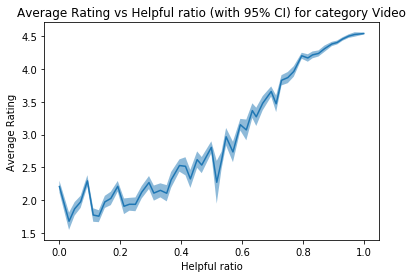 Average Rating vs Helpful ratio (with 95% CI) for category Video
4.5
4.0
3.5
3.0
2.5
2.0
1.5
Average Rating
0.0 0.2 0.4 0.6 0.8 1.0
Helpful ratio